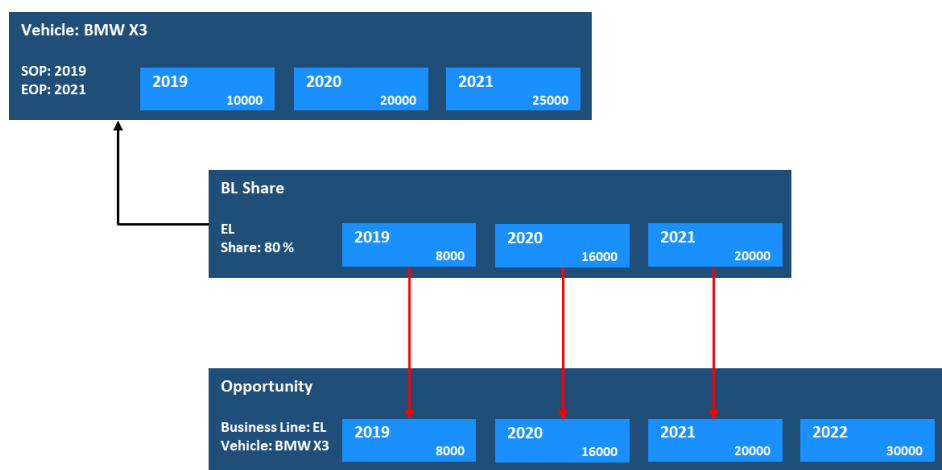 Vehicle: BMW X3
SOP: 2019
EOP: 2021
2019
10000
2020
20000
2021
25000
BL Share
EL
Share: 80 %
2019
8000
2020
16000
2021
20000
Opportunity
Business Line: EL
Vehicle: BMW X3
2019
8000
2020
16000
2021
20000
2022
30000